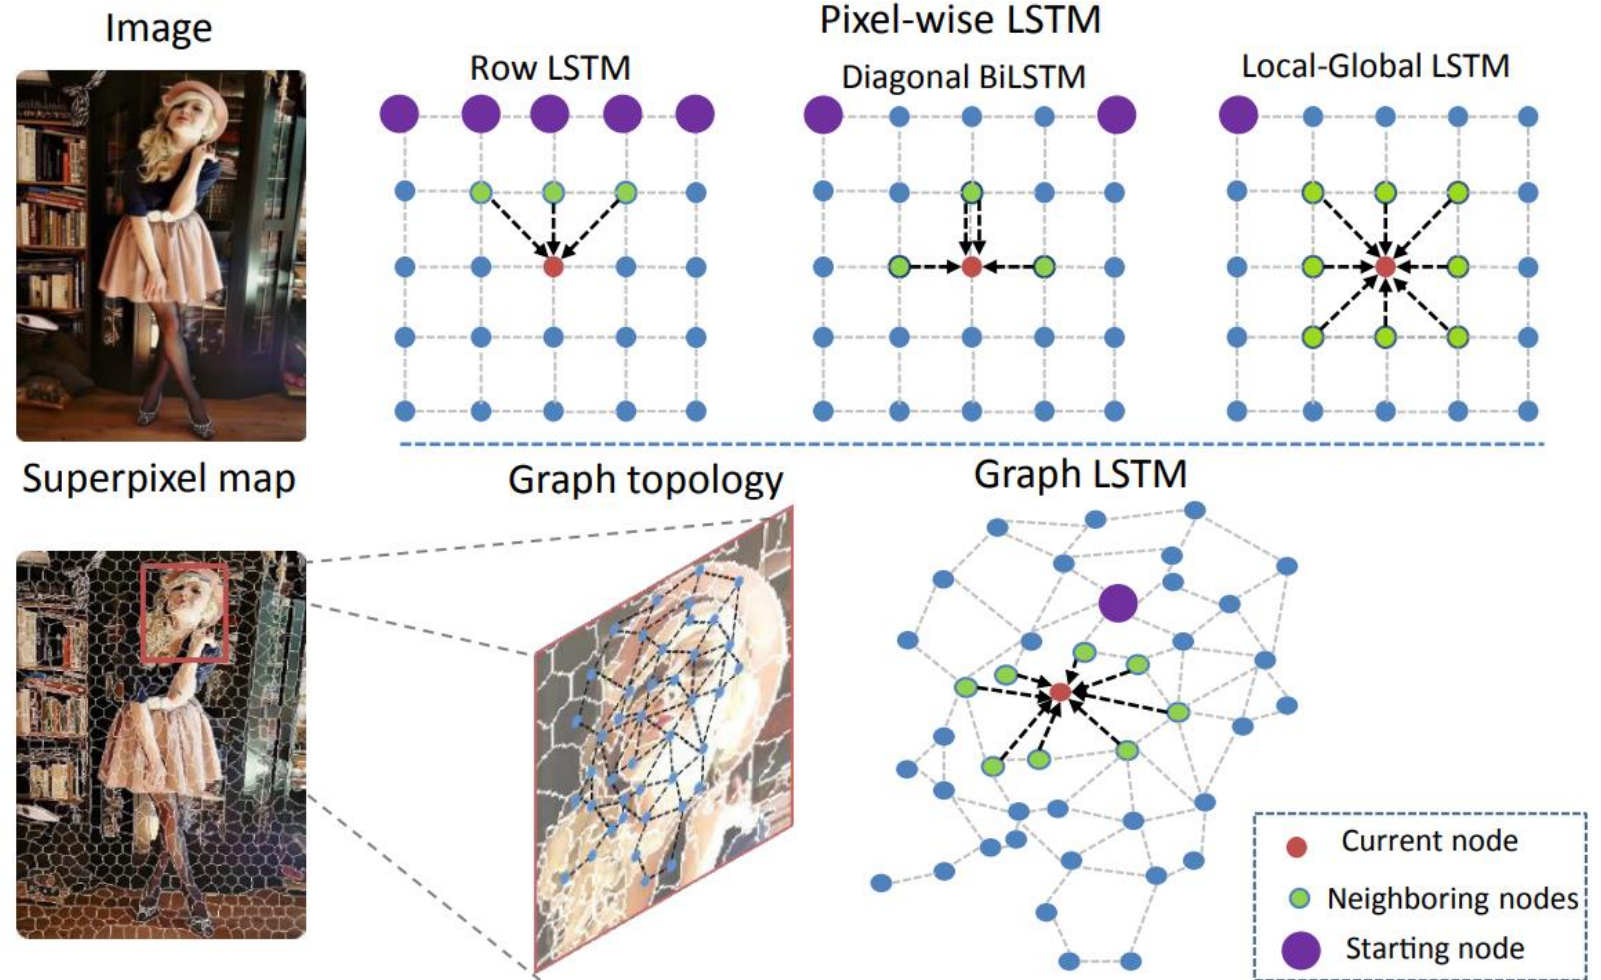 Image
Pixel-wise LSTM
Row LSTM
Diagonal BiLSTM
Local-Global LSTM
Superpixel map
Graph topology
Graph LSTM
Current node
Neighboring nodes
Starting node